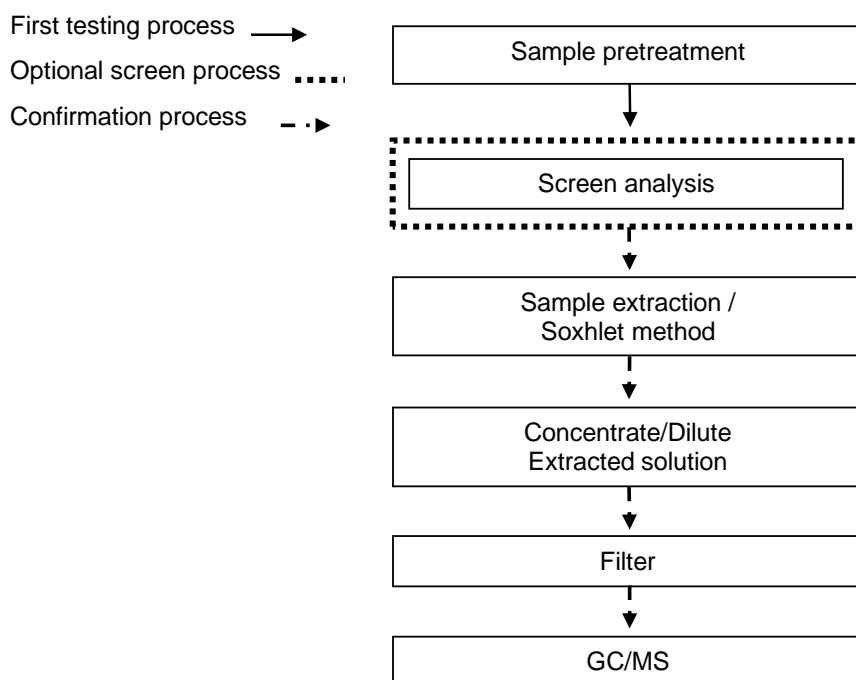 First testing process
Optional screen process
Confirmation process
Sample pretreatment
Screen analysis
Sample extraction /
Soxhlet method
Concentrate/Dilute
Extracted solution
Filter
GC/MS